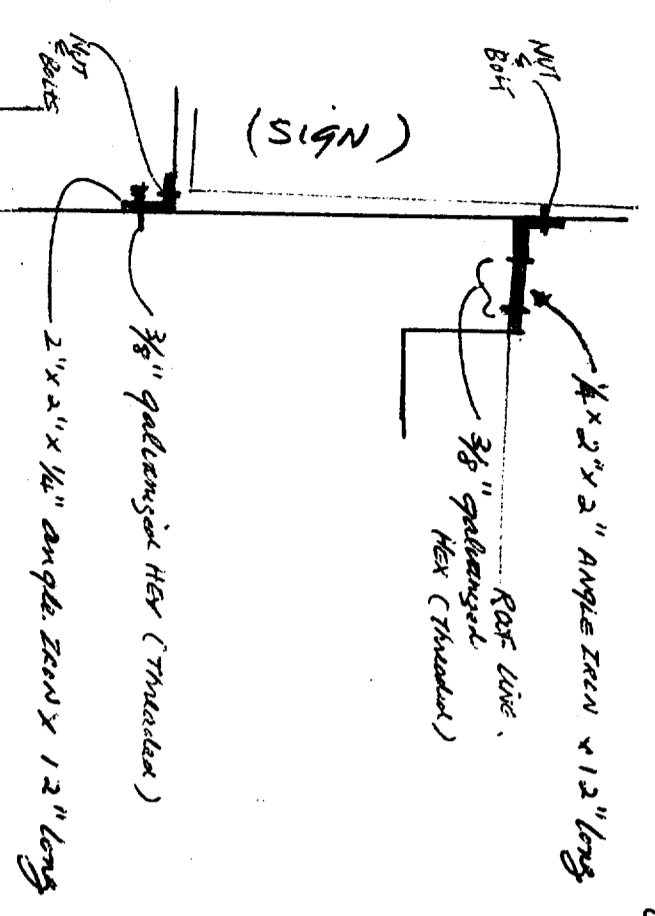 NUT
&
Bolt
1/4 x 2" x 2" ANGLE IRON x 12" long
ROOF LINE.
3/8" galvanized
HEX (Threaded)
(SIGN)
NUT
&
Bolts
3/8" galvanized HEX (Threaded)
2" x 2" x 1/4" angle IRON x 12" long